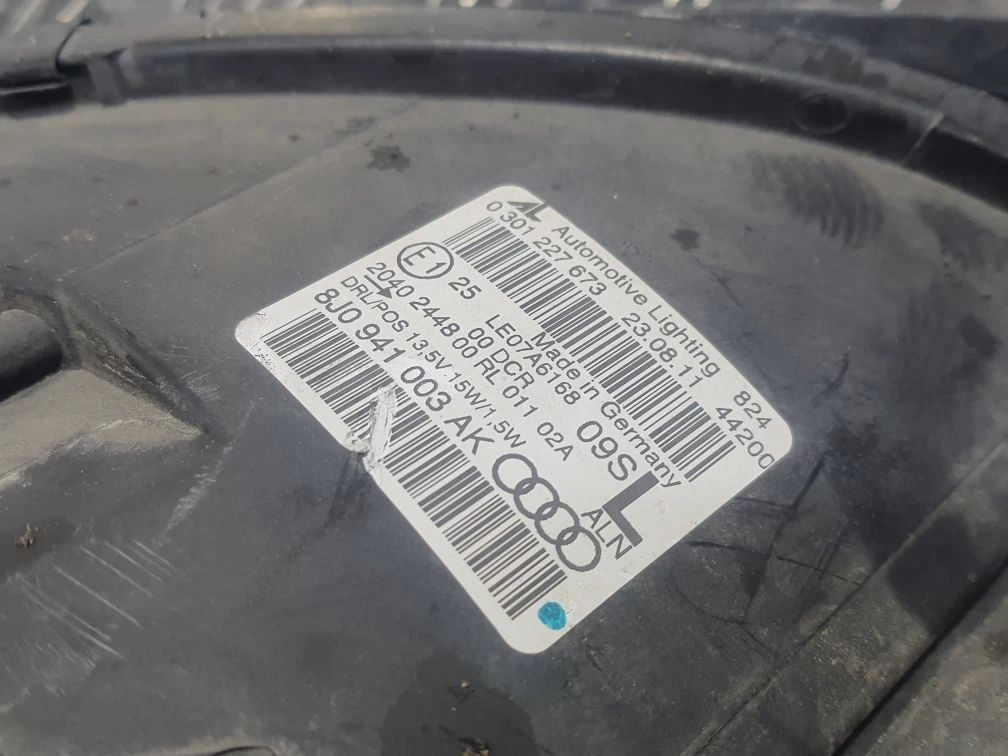 AL Automotive Lighting 824
0 301 227 673 23.08.11 44200
Made in Germany
E1 25 LE07A6168 09S L
2040 2448 00 DCR ALN
00 RL 011 02A
DRL/POS 13,5V 15W/1,5W
8J0 941 003 AK